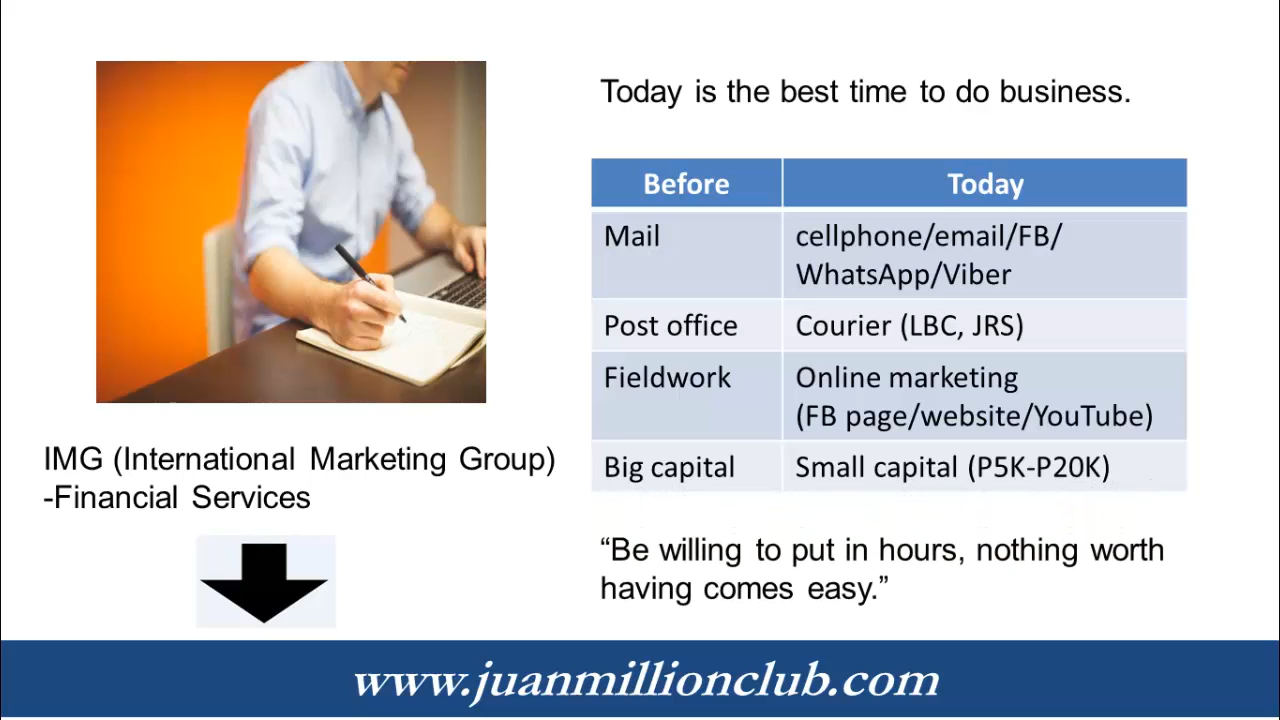 Today is the best time to do business.
Before Today
Mail cellphone/email/FB/
WhatsApp/Viber
Post office Courier (LBC, JRS)
Fieldwork Online marketing
(FB page/website/YouTube)
Big capital Small capital (P5K-P20K)
IMG (International Marketing Group)
-Financial Services
“Be willing to put in hours, nothing worth
having comes easy.”
www.juanmillionclub.com